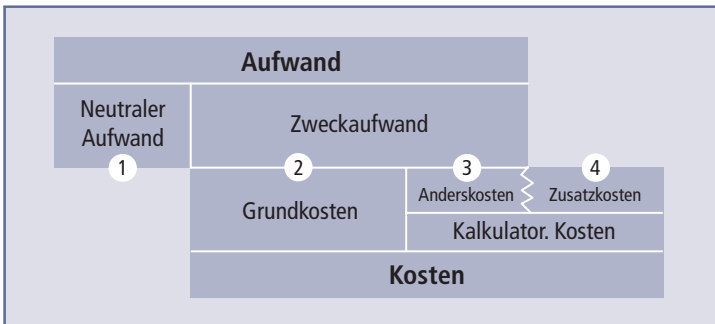 Aufwand
Neutraler
Aufwand
Zweckaufwand
1
2
3
4
Grundkosten
Anderskosten
Zusatzkosten
Kalkulator. Kosten
Kosten